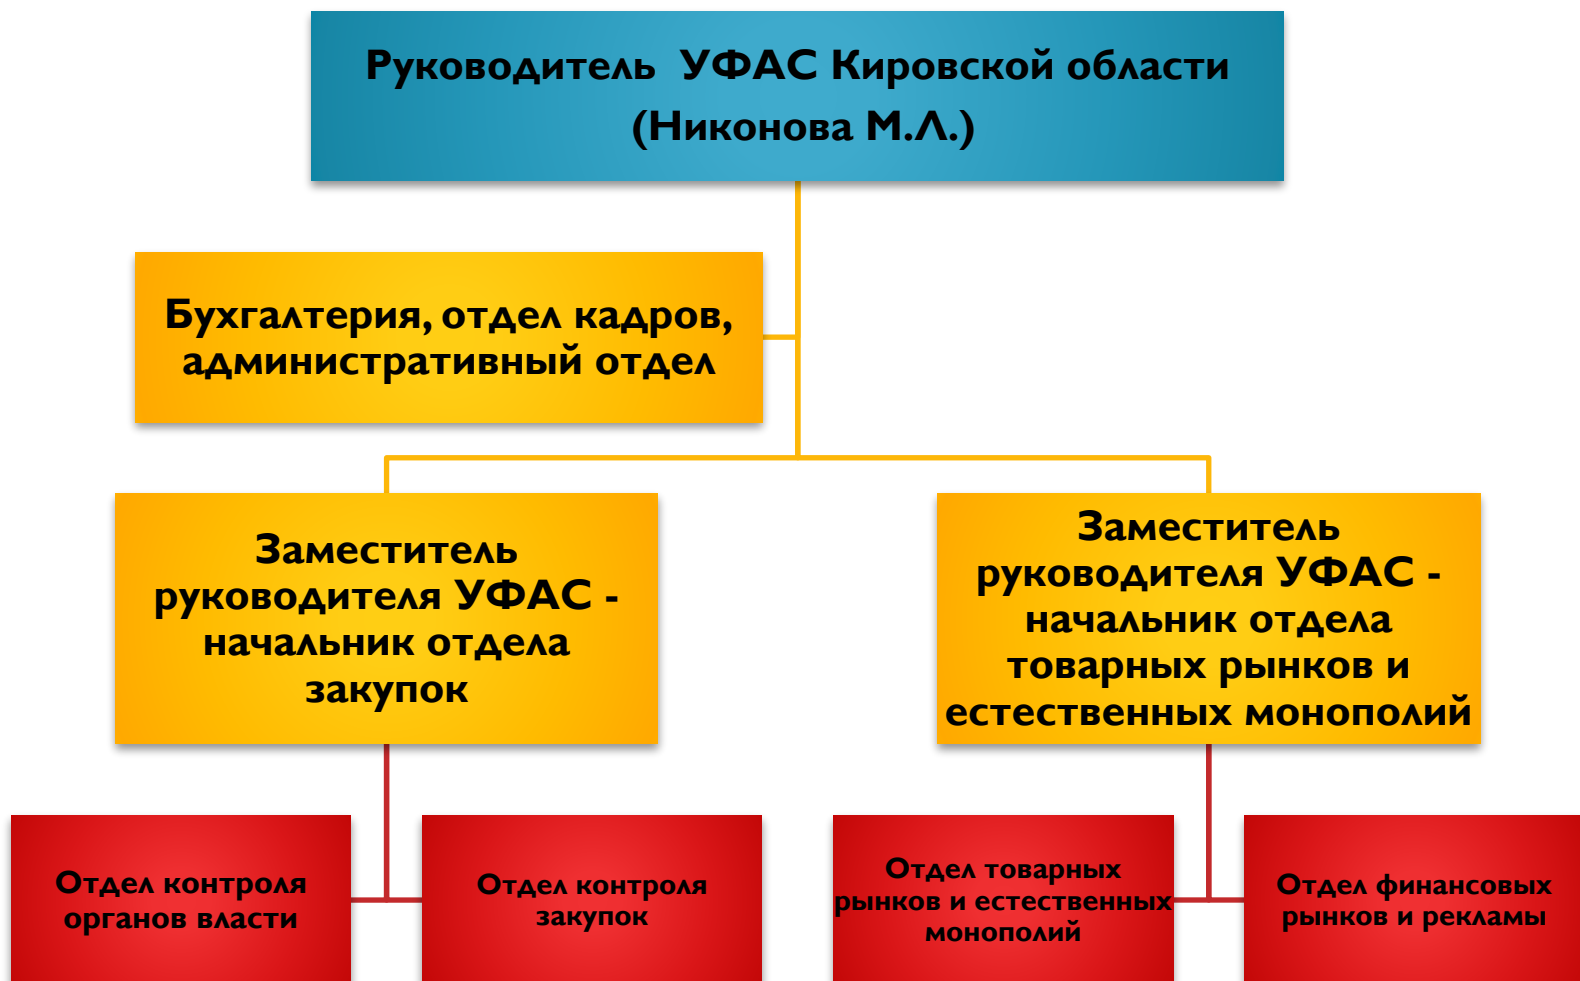 Руководитель УФАС Кировской области
(Никонова М.Л.)
Бухгалтерия, отдел кадров,
административный отдел
Заместитель
руководителя УФАС -
начальник отдела
закупок
Заместитель
руководителя УФАС -
начальник отдела
товарных рынков и
естественных монополий
Отдел контроля
органов власти
Отдел контроля
закупок
Отдел товарных
рынков и естественных
монополий
Отдел финансовых
рынков и рекламы